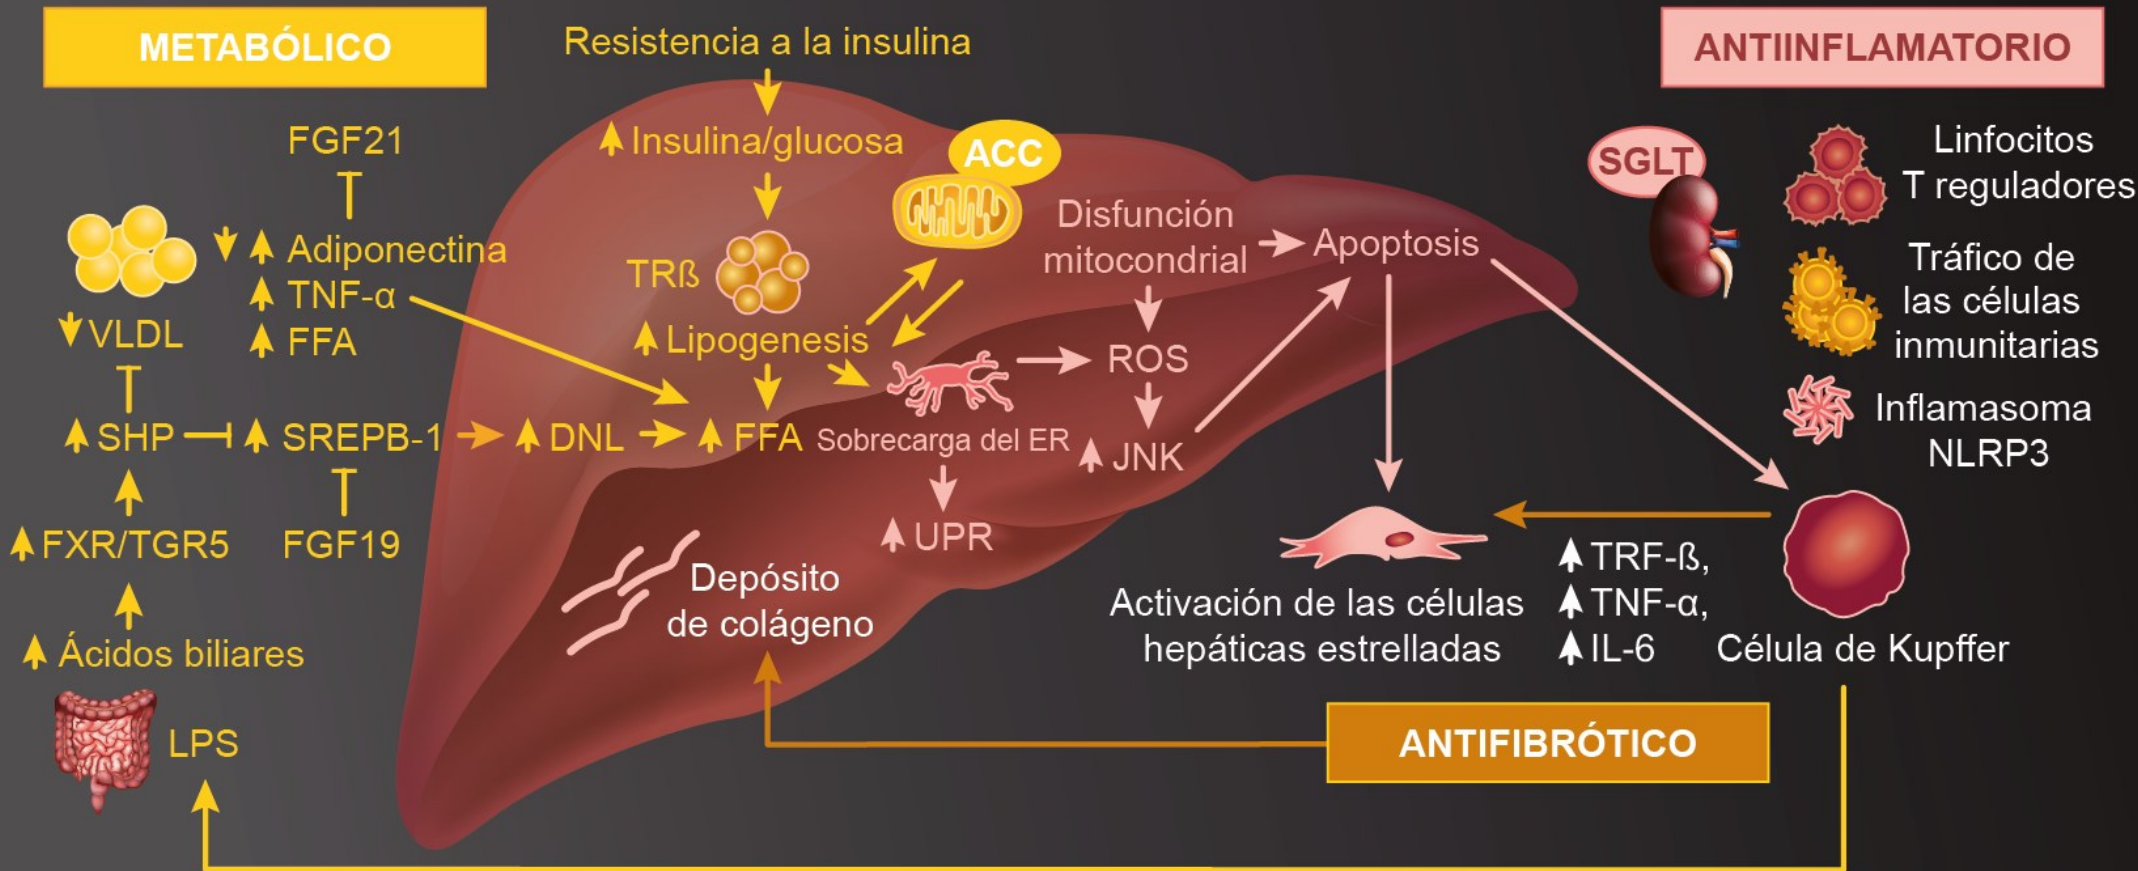 METABÓLICO
Resistencia a la insulina
ANTIINFLAMATORIO
FGF21
Insulina/glucosa
ACC
SGLT
Linfocitos
T reguladores
Adiponectina
TNF-α
FFA
VLDL
TRß
Lipogenesis
Disfunción
mitocondrial
Apoptosis
ROS
Tráfico de
las células
inmunitarias
Inflamasoma
NLRP3
SHP
SREPB-1
DNL
FFA
Sobrecarga del ER
JNK
FXR/TGR5
FGF19
UPR
Depósito
de colágeno
Ácidos biliares
LPS
Activación de las células
hepáticas estrelladas
TRF-ß,
TNF-α,
IL-6
Célula de Kupffer
ANTIFIBRÓTICO